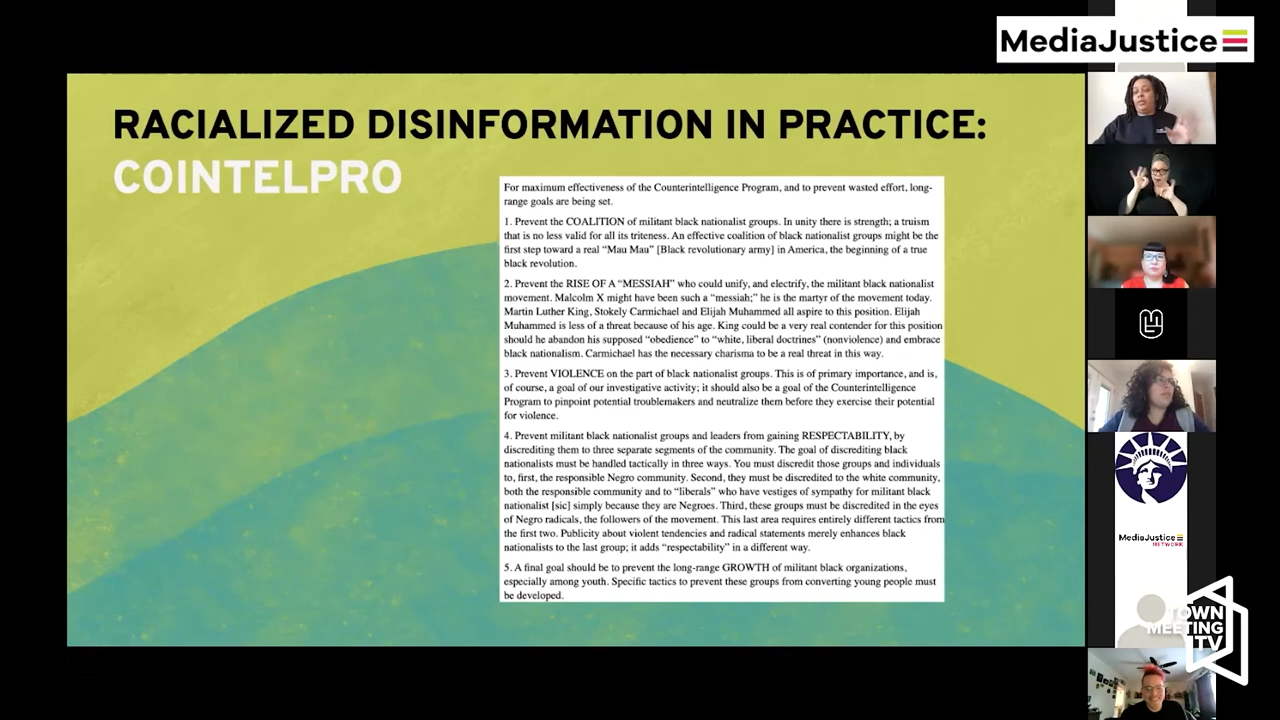 MediaJustice
RACIALIZED DISINFORMATION IN PRACTICE:
COINTELPRO
For maximum effectiveness of the Counterintelligence Program, and to prevent wasted effort, long-
range goals are being set.
1. Prevent the COALITION of militant black nationalist groups. In unity there is strength; a truism
that is no less valid for all its triteness. An effective coalition of black nationalist groups might be the
first step toward a real “Mau Mau” [Black revolutionary army] in America, the beginning of a true
black revolution.
2. Prevent the RISE OF A “MESSIAH” who could unify, and electrify, the militant black nationalist
movement. Malcolm X might have been such a “messiah;” he is the martyr of the movement today.
Martin Luther King, Stokely Carmichael and Elijah Muhammed all aspire to this position. Elijah
Muhammed is less of a threat because of his age. King could be a very real contender for this position
should he abandon his supposed “obedience” to “white, liberal doctrines” (nonviolence) and embrace
black nationalism. Carmichael has the necessary charisma to be a real threat in this way.
3. Prevent VIOLENCE on the part of black nationalist groups. This is of primary importance, and is,
of course, a goal of our investigative activity; it should also be a goal of the Counterintelligence
Program to pinpoint potential troublemakers and neutralize them before they exercise their potential
for violence.
4. Prevent militant black nationalist groups and leaders from gaining RESPECTABILITY, by
discrediting them to three separate segments of the community. The goal of discrediting black
nationalists must be handled tactically in three ways. You must discredit those groups and individuals
to, first, the responsible Negro community. Second, they must be discredited to the white community,
both the responsible community and to “liberals” who have vestiges of sympathy for militant black
nationalist [sic] simply because they are Negroes. Third, these groups must be discredited in the eyes
of Negro radicals, the followers of the movement. This last area requires entirely different tactics from
the first two. Publicity about violent tendencies and radical statements merely enhances black
nationalists to the last group; it adds “respectability” in a different way.
5. A final goal should be to prevent the long-range GROWTH of militant black organizations,
especially among youth. Specific tactics to prevent these groups from converting young people must
be developed.
MediaJustice
NETWORK
TOWN
MEETING
TV